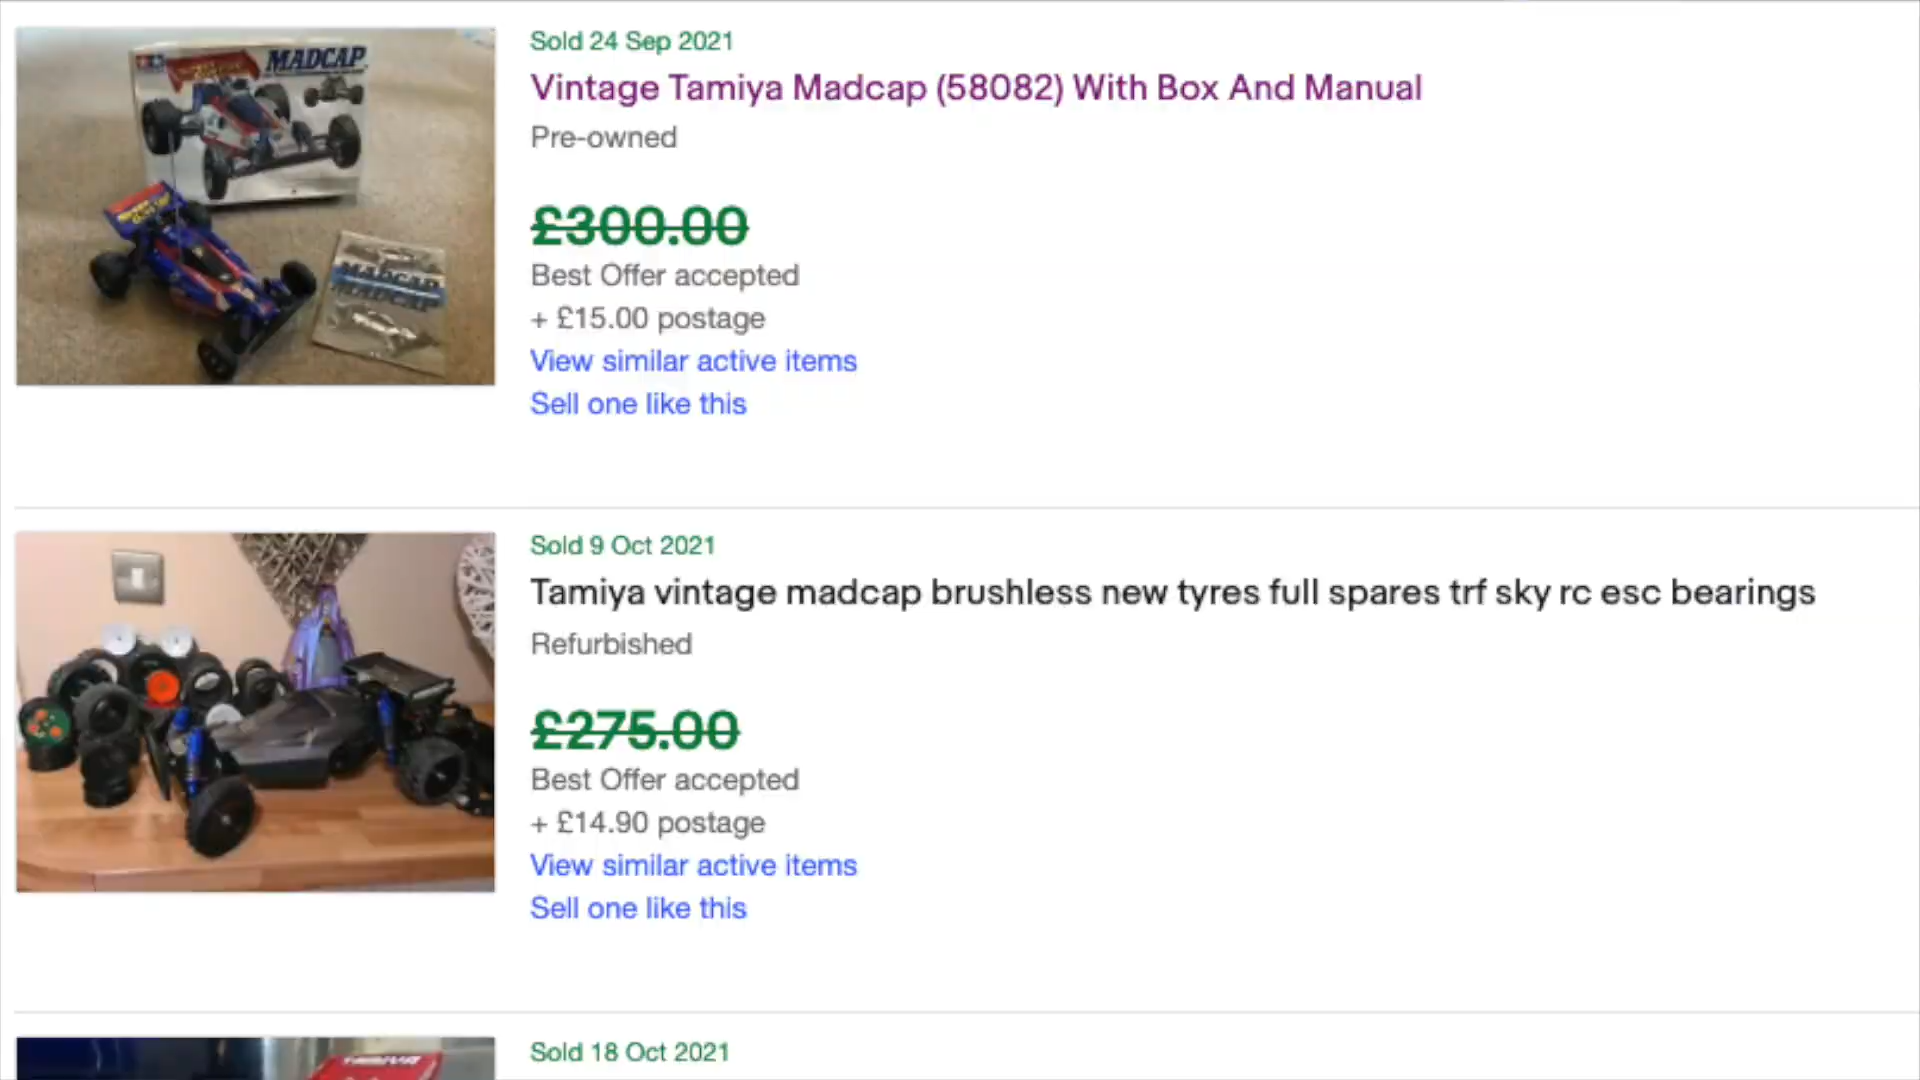 MADCAP
Sold 24 Sep 2021
Vintage Tamiya Madcap (58082) With Box And Manual
Pre-owned
£300.00
Best Offer accepted
+ £15.00 postage
View similar active items
Sell one like this
MADCAP
MADCAP
Sold 9 Oct 2021
Tamiya vintage madcap brushless new tyres full spares trf sky rc esc bearings
Refurbished
£275.00
Best Offer accepted
+ £14.90 postage
View similar active items
Sell one like this
Sold 18 Oct 2021